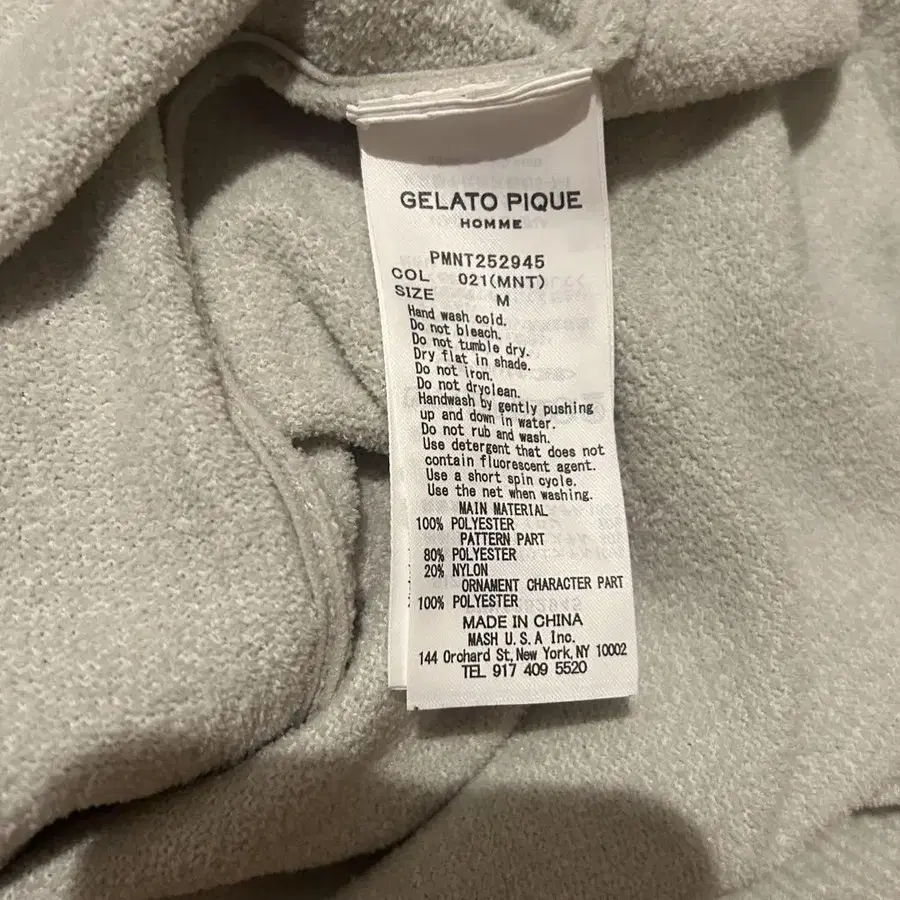 GELATO PIQUE
HOMME
PMNT252945
COL 021(MNT)
SIZE M
Hand wash cold.
Do not bleach.
Do not tumble dry.
Dry flat in shade.
Do not iron.
Do not dryclean.
Handwash by gently pushing
up and down in water.
Do not rub and wash.
Use detergent that does not
contain fluorescent agent.
Use a short spin cycle.
Use the net when washing.
MAIN MATERIAL
100% POLYESTER
PATTERN PART
80% POLYESTER
20% NYLON
ORNAMENT CHARACTER PART
100% POLYESTER
MADE IN CHINA
MASH U.S.A Inc.
144 Orchard St, New York, NY 10002
TEL 917 409 5520